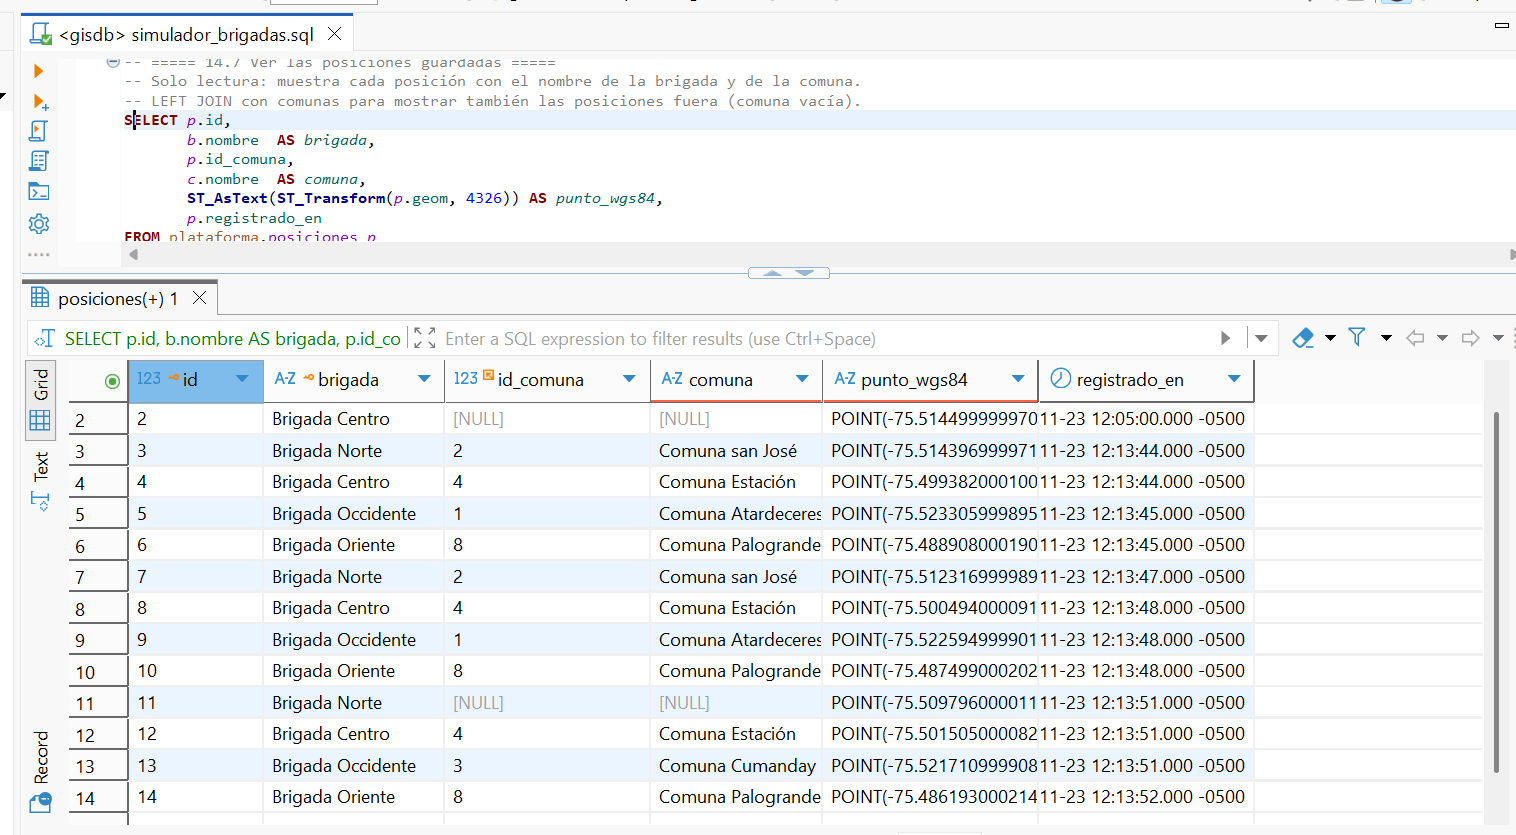 <gisdb> simulador_brigadas.sql
-- ===== 14.7 Ver las posiciones guardadas =====
-- Solo lectura: muestra cada posición con el nombre de la brigada y de la comuna.
-- LEFT JOIN con comunas para mostrar también las posiciones fuera (comuna vacía).
SELECT p.id,
b.nombre AS brigada,
p.id_comuna,
c.nombre AS comuna,
ST_AsText(ST_Transform(p.geom, 4326)) AS punto_wgs84,
p.registrado_en
FROM plataforma.posiciones p
posiciones(+) 1
SELECT p.id, b.nombre AS brigada, p.id_co Enter a SQL expression to filter results (use Ctrl+Space)
Grid
Text
Record
123 id A-Z brigada 123 id_comuna A-Z comuna A-Z punto_wgs84 registrado_en
2 2 Brigada Centro [NULL] [NULL] POINT(-75.514499999970 11-23 12:05:00.000 -0500
3 3 Brigada Norte 2 Comuna san José POINT(-75.514396999971 11-23 12:13:44.000 -0500
4 4 Brigada Centro 4 Comuna Estación POINT(-75.499382000100 11-23 12:13:44.000 -0500
5 5 Brigada Occidente 1 Comuna Atardeceres POINT(-75.523305999895 11-23 12:13:45.000 -0500
6 6 Brigada Oriente 8 Comuna Palogrande POINT(-75.488908000190 11-23 12:13:45.000 -0500
7 7 Brigada Norte 2 Comuna san José POINT(-75.512316999989 11-23 12:13:47.000 -0500
8 8 Brigada Centro 4 Comuna Estación POINT(-75.500494000091 11-23 12:13:48.000 -0500
9 9 Brigada Occidente 1 Comuna Atardeceres POINT(-75.522594999901 11-23 12:13:48.000 -0500
10 10 Brigada Oriente 8 Comuna Palogrande POINT(-75.487499000202 11-23 12:13:48.000 -0500
11 11 Brigada Norte [NULL] [NULL] POINT(-75.509796000011 11-23 12:13:51.000 -0500
12 12 Brigada Centro 4 Comuna Estación POINT(-75.501505000082 11-23 12:13:51.000 -0500
13 13 Brigada Occidente 3 Comuna Cumanday POINT(-75.521710999908 11-23 12:13:51.000 -0500
14 14 Brigada Oriente 8 Comuna Palogrande POINT(-75.486193000214 11-23 12:13:52.000 -0500